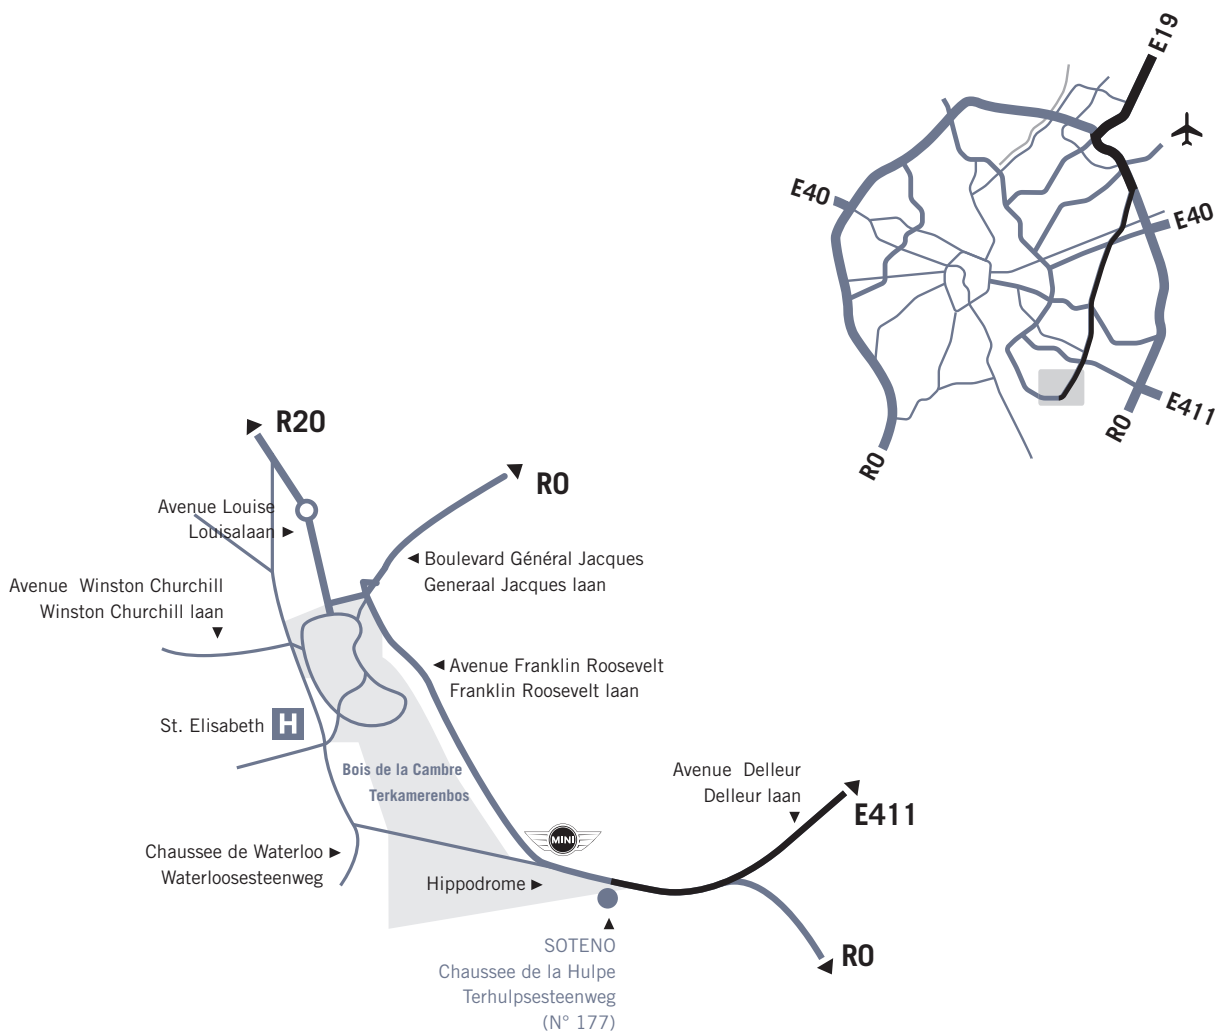 E19
E40
E40
E411
R0
R0
R20
R0
Avenue Louise
Louisalaan
Boulevard Général Jacques
Generaal Jacques laan
Avenue Winston Churchill
Winston Churchill laan
Avenue Franklin Roosevelt
Franklin Roosevelt laan
St. Elisabeth H
Bois de la Cambre
Terkamerenbos
Avenue Delleur
Delleur laan
E411
MINI
Chaussee de Waterloo
Waterloosesteenweg
Hippodrome
R0
SOTENO
Chaussee de la Hulpe
Terhulpsesteenweg
(N° 177)